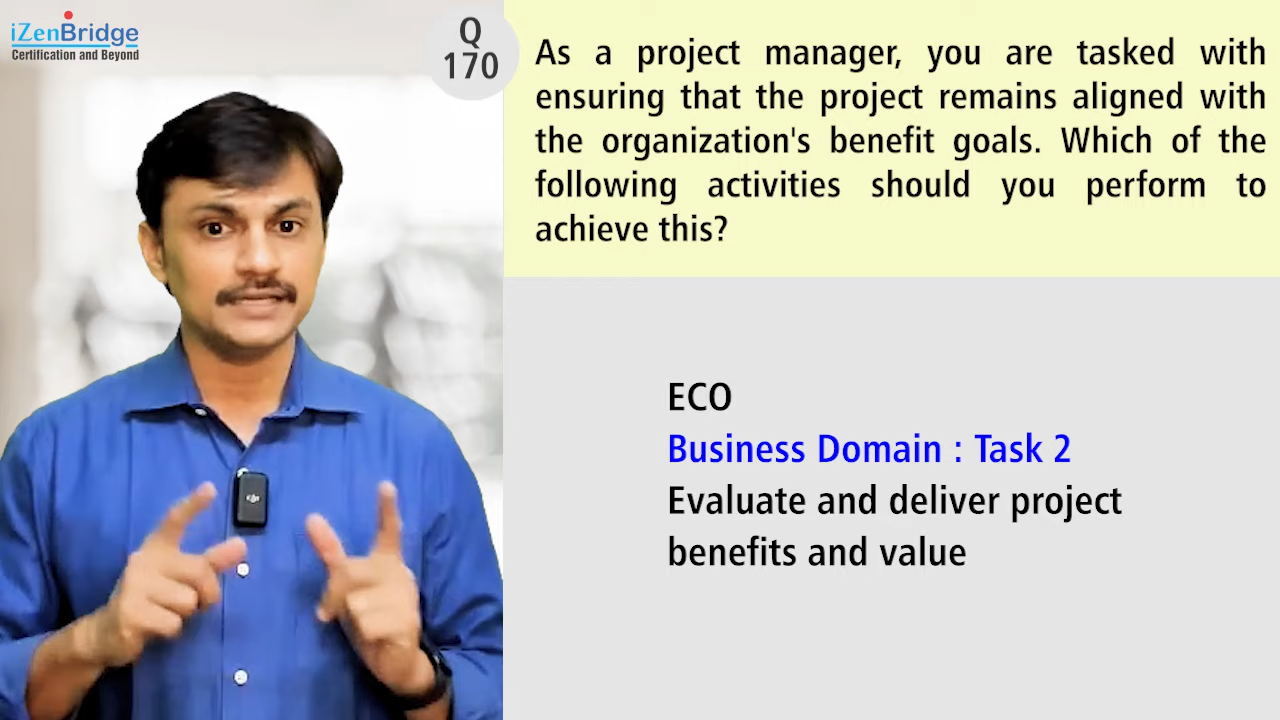 iZenBridge
Certification and Beyond
Q
170
As a project manager, you are tasked with
ensuring that the project remains aligned with
the organization's benefit goals. Which of the
following activities should you perform to
achieve this?
ECO
Business Domain : Task 2
Evaluate and deliver project
benefits and value